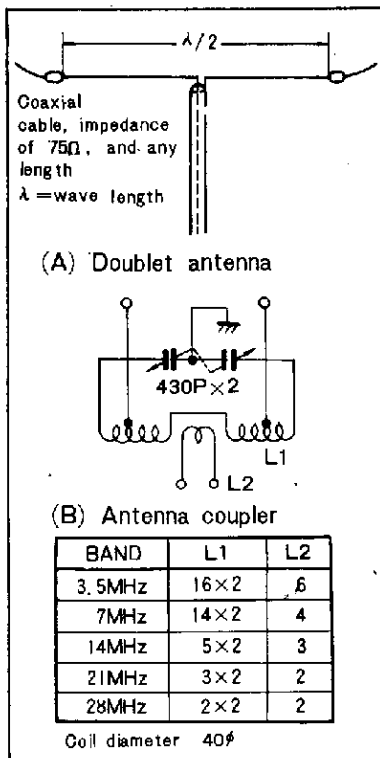 λ/2
Coaxial
cable, impedance
of 75Ω, and any
length
λ = wave length
(A) Doublet antenna
430P×2
L1
L2
(B) Antenna coupler
BAND L1 L2
3.5MHz 16×2 6
7MHz 14×2 4
14MHz 5×2 3
21MHz 3×2 2
28MHz 2×2 2
Coil diameter 40φ